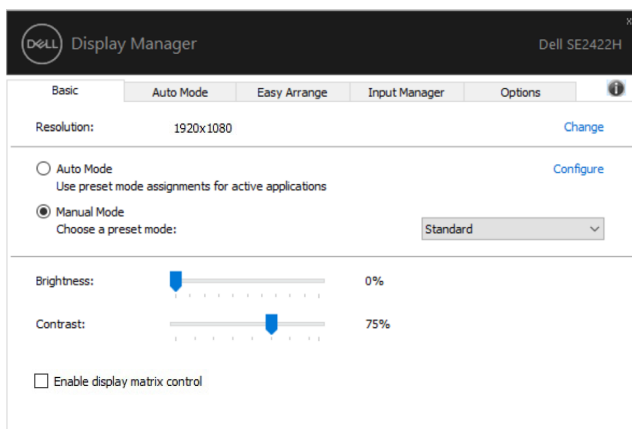 x
DELL Display Manager Dell SE2422H
Basic Auto Mode Easy Arrange Input Manager Options i
Resolution: 1920x1080 Change
Auto Mode Configure
Use preset mode assignments for active applications
Manual Mode
Choose a preset mode: Standard
Brightness: 0%
Contrast: 75%
Enable display matrix control